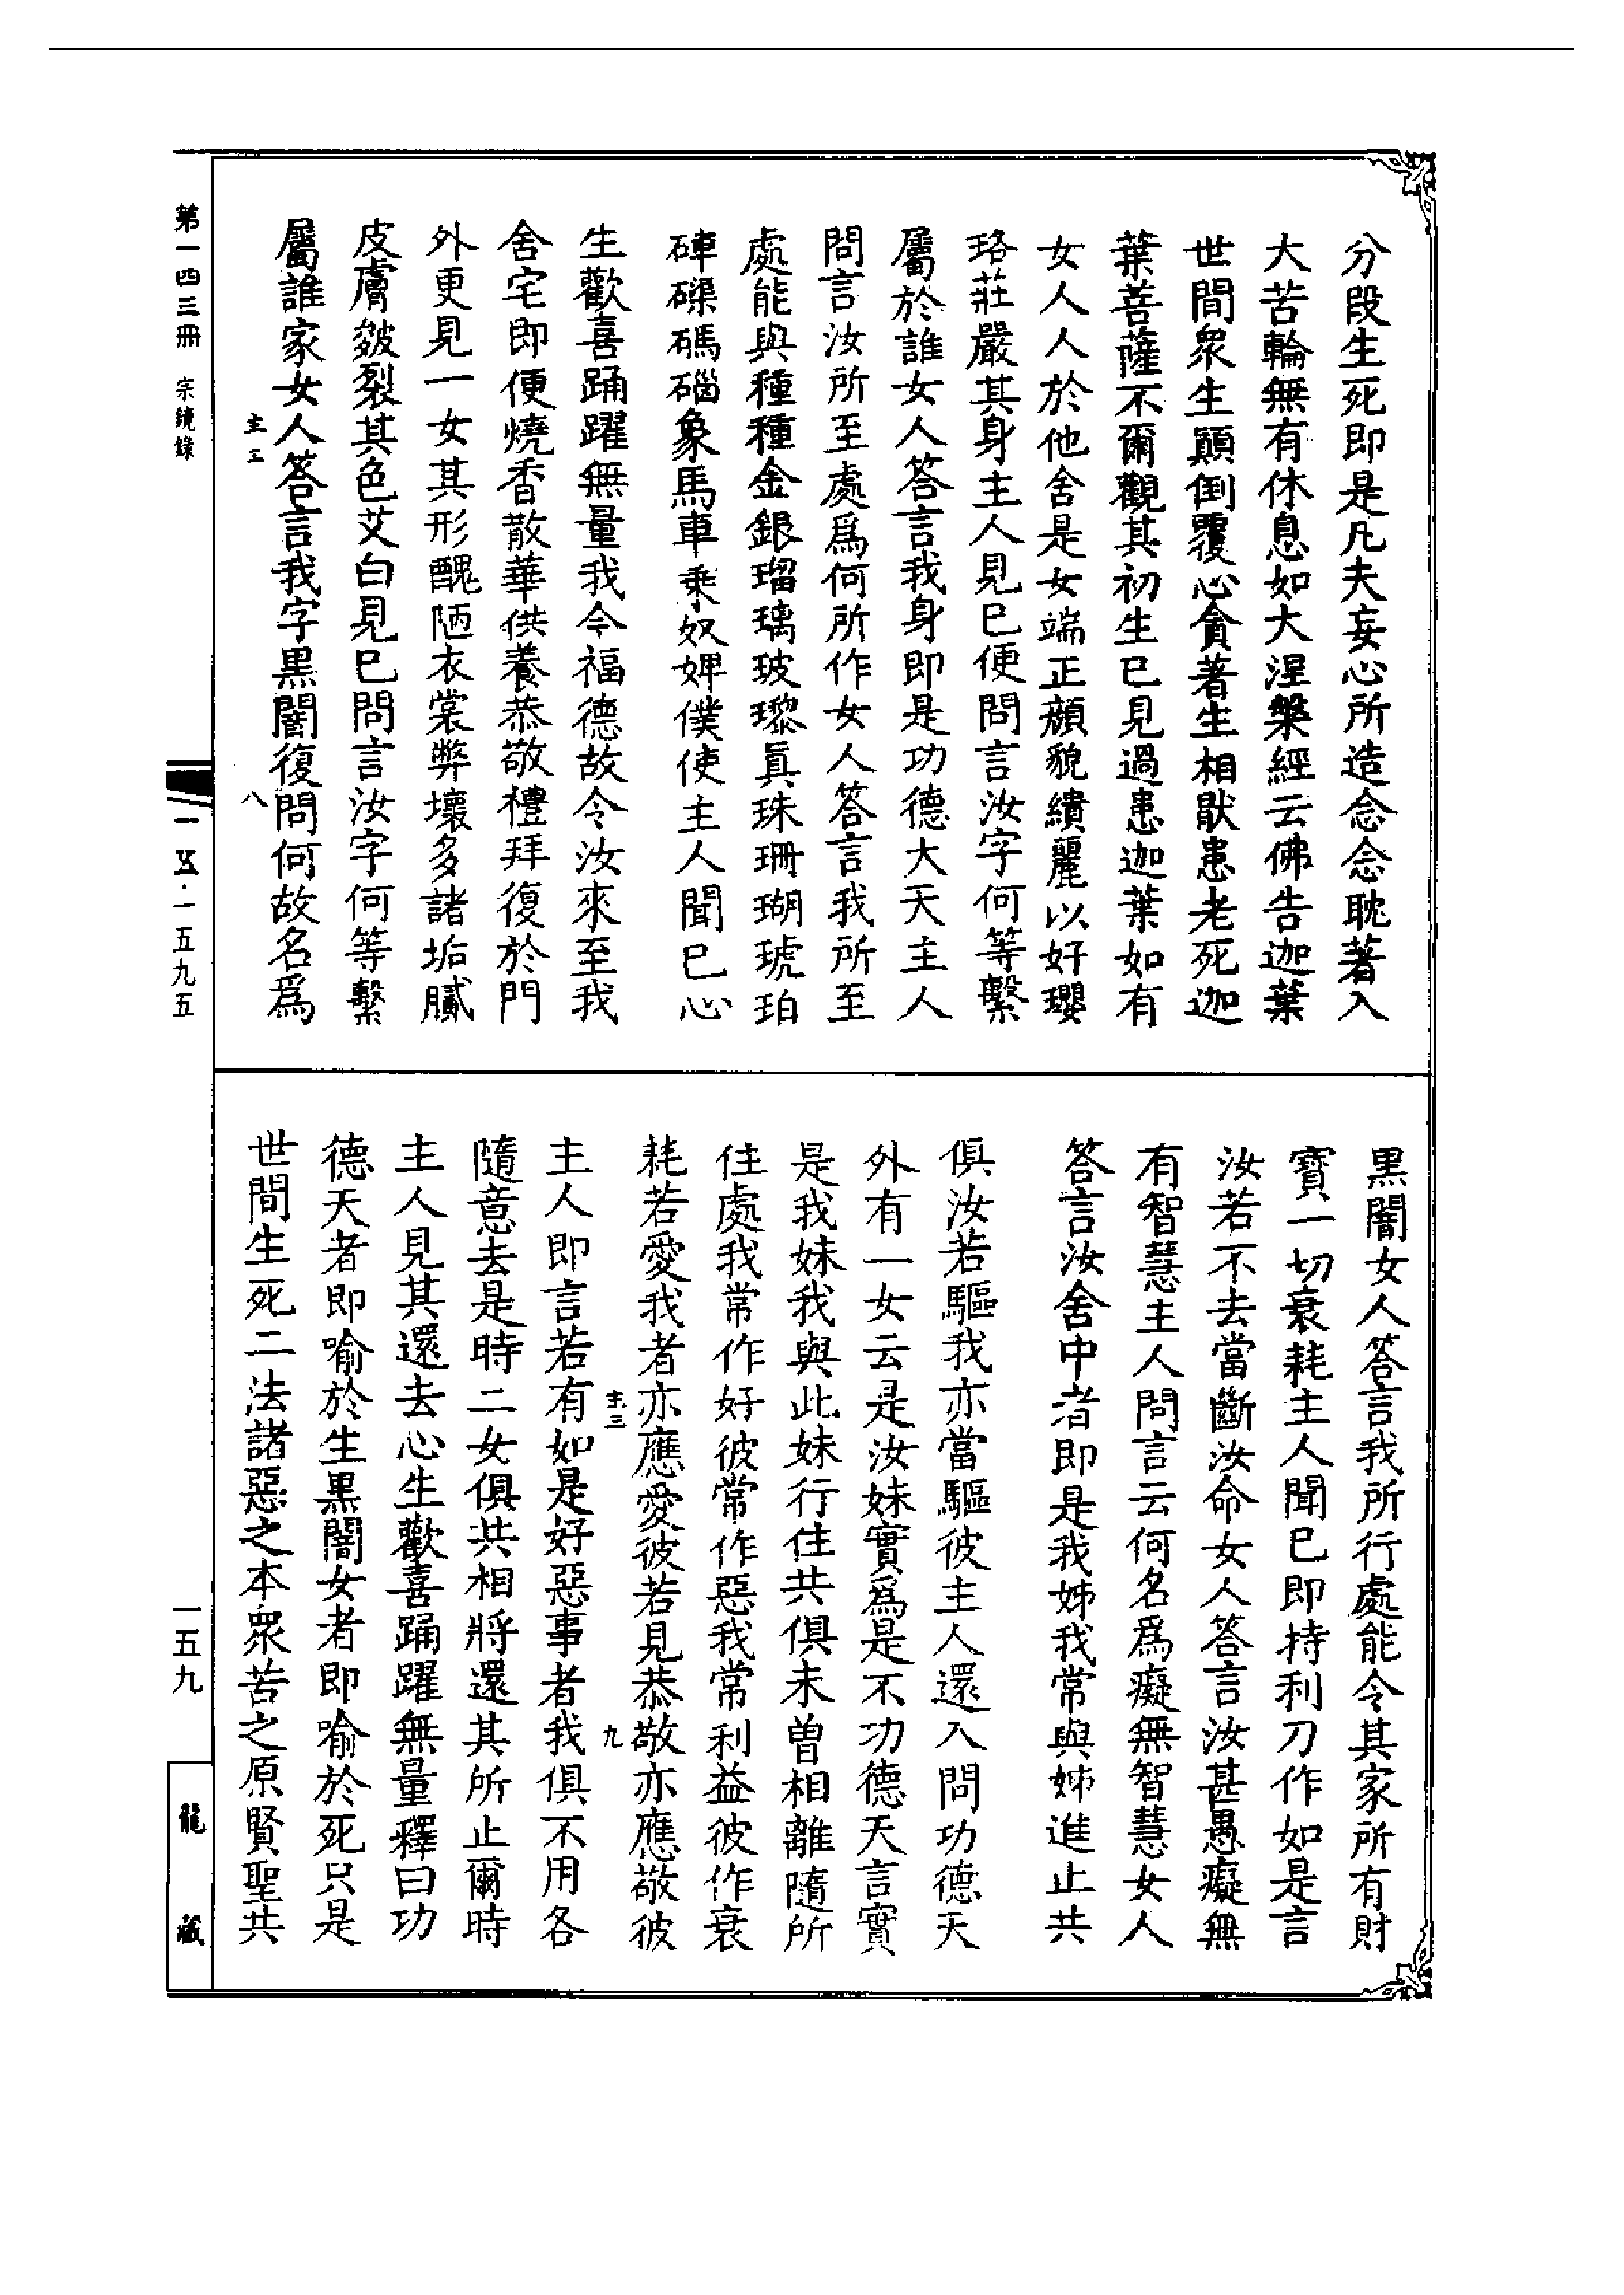 分段生死即是凡夫妄心所造念念耽著入
大苦輪無有休息如大涅槃經云佛告迦葉
世間眾生顛倒覆心貪著生相猒患老死迦
葉菩薩不爾觀其初生已見過患迦葉如有
女人入於他舍是女端正顏貌繢麗以好瓔
珞莊嚴其身主人見已便問言汝字何等繫
屬於誰女人答言我身即是功德大天主人
問言汝所至處爲何所作女人答言我所至
處能與種種金銀瑠璃玻瓈真珠珊瑚琥珀
硨磲碼碯象馬車乘奴婢僕使主人聞已心
生歡喜踊躍無量我今福德故令汝來至我
舍宅即便燒香散華供養恭敬禮拜復於門
外更見一女其形醜陋衣裳弊壞多諸垢膩
皮膚皴裂其色艾白見已問言汝字何等繫
屬誰家女人答言我字黑闇復問何故名爲
主三
八
黑闇女人答言我所行處能令其家所有財
寶一切衰耗主人聞已即持利刀作如是言
汝若不去當斷汝命女人答言汝甚愚癡無
有智慧主人問言云何名爲癡無智慧女人
答言汝舍中者即是我姊我常與姊進止共
俱汝若驅我亦當驅彼主人還入問功德天
外有一女云是汝妹實爲是不功德天言實
是我妹我與此妹行住共俱未曾相離隨所
住處我常作好彼常作惡我常利益彼作衰
耗若愛我者亦應愛彼若見恭敬亦應敬彼
主三
九
主人即言若有如是好惡事者我俱不用各
隨意去是時二女俱共相將還其所止爾時
主人見其還去心生歡喜踊躍無量釋曰功
德天者即喻於生黑闇女者即喻於死只是
世間生死二法諸惡之本眾苦之原賢聖共
第一四三冊
宗鏡錄
一五九五
一五九
龍藏